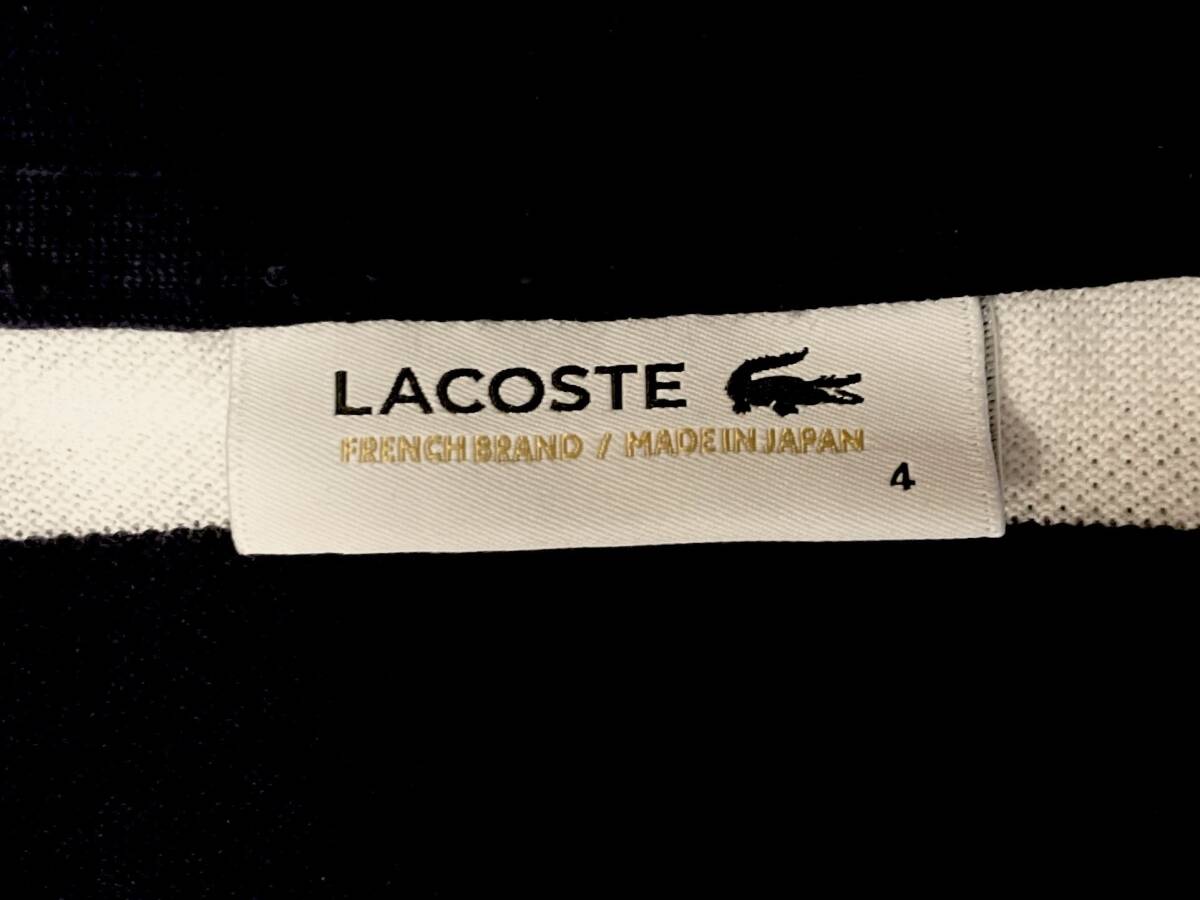 LACOSTE
FRENCH BRAND / MADE IN JAPAN
4